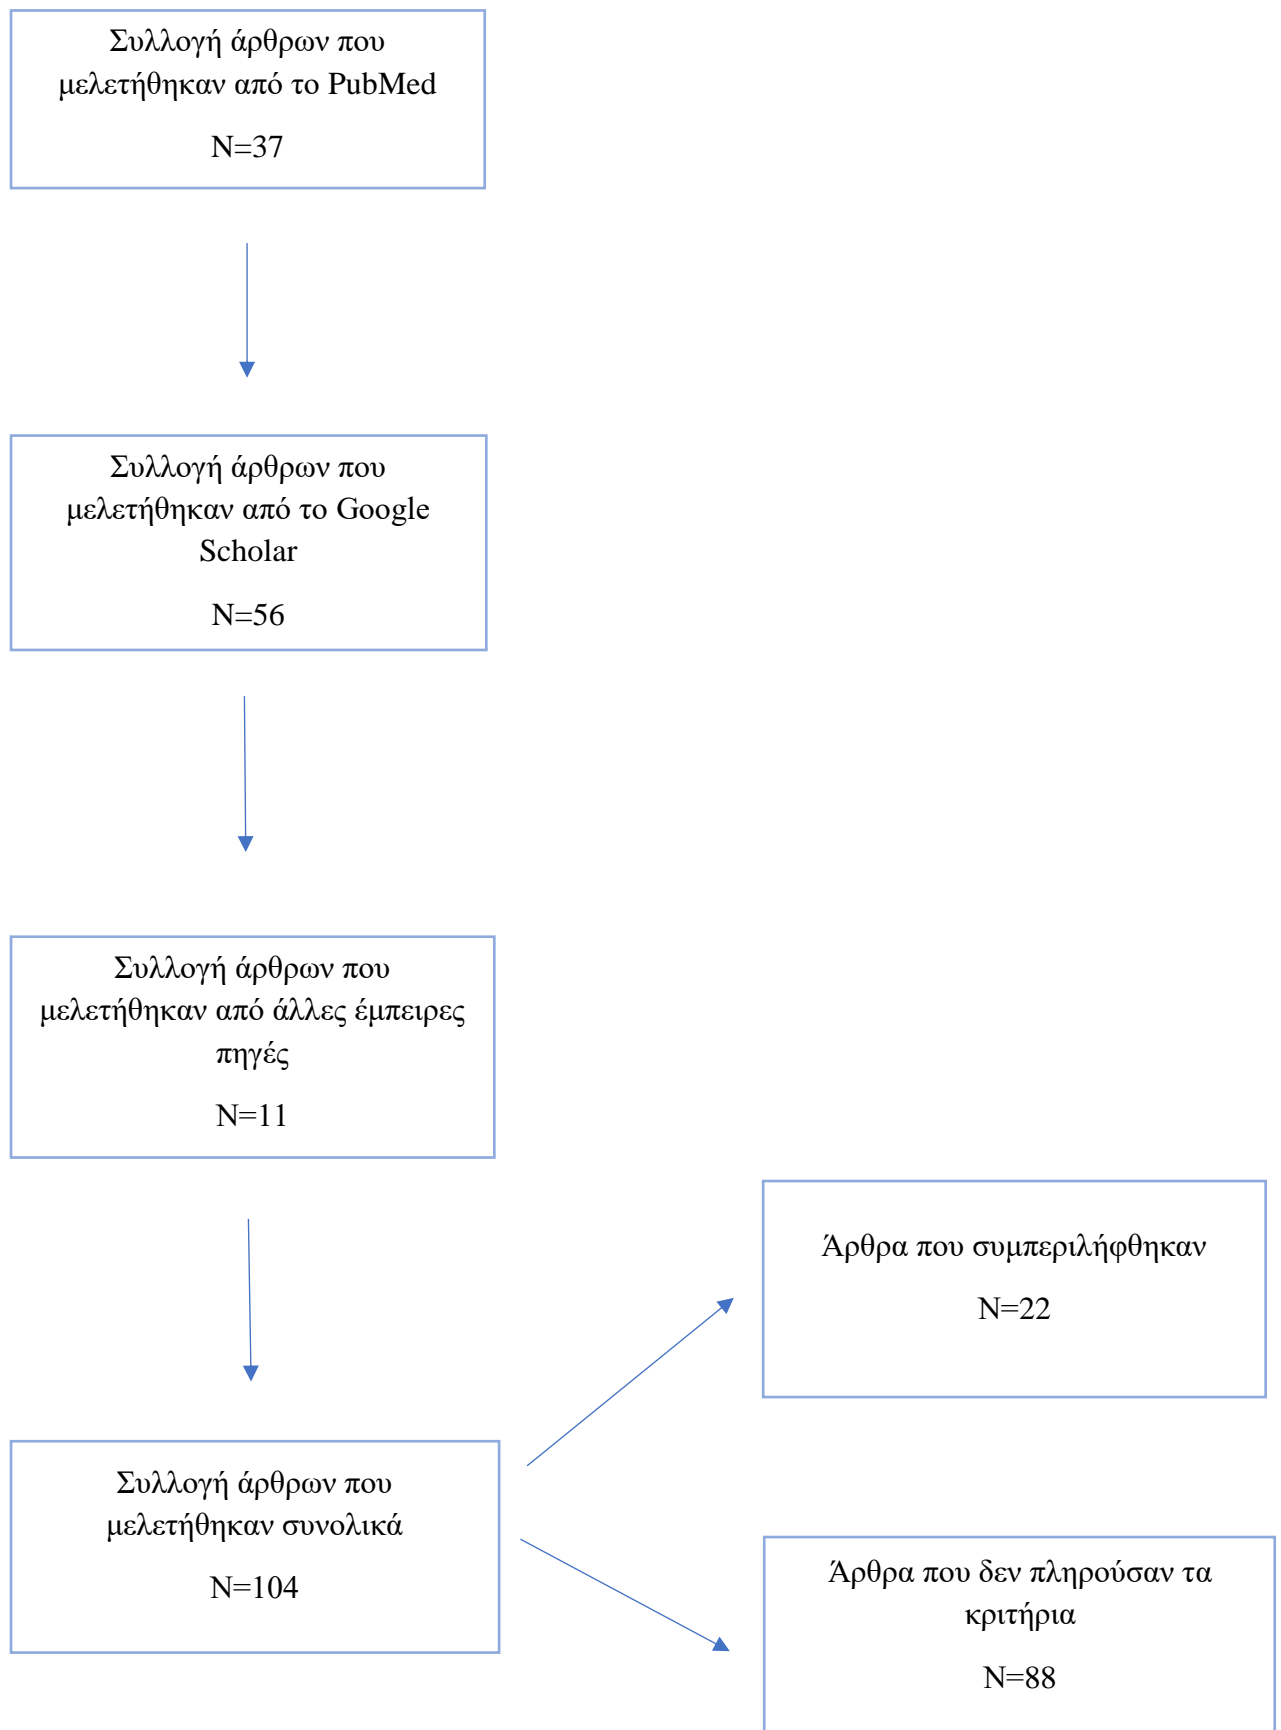 Συλλογή άρθρων που
μελετήθηκαν από το PubMed
N=37
Συλλογή άρθρων που
μελετήθηκαν από το Google
Scholar
N=56
Συλλογή άρθρων που
μελετήθηκαν από άλλες έμπειρες
πηγές
N=11
Άρθρα που συμπεριλήφθηκαν
N=22
Συλλογή άρθρων που
μελετήθηκαν συνολικά
N=104
Άρθρα που δεν πληρούσαν τα
κριτήρια
N=88